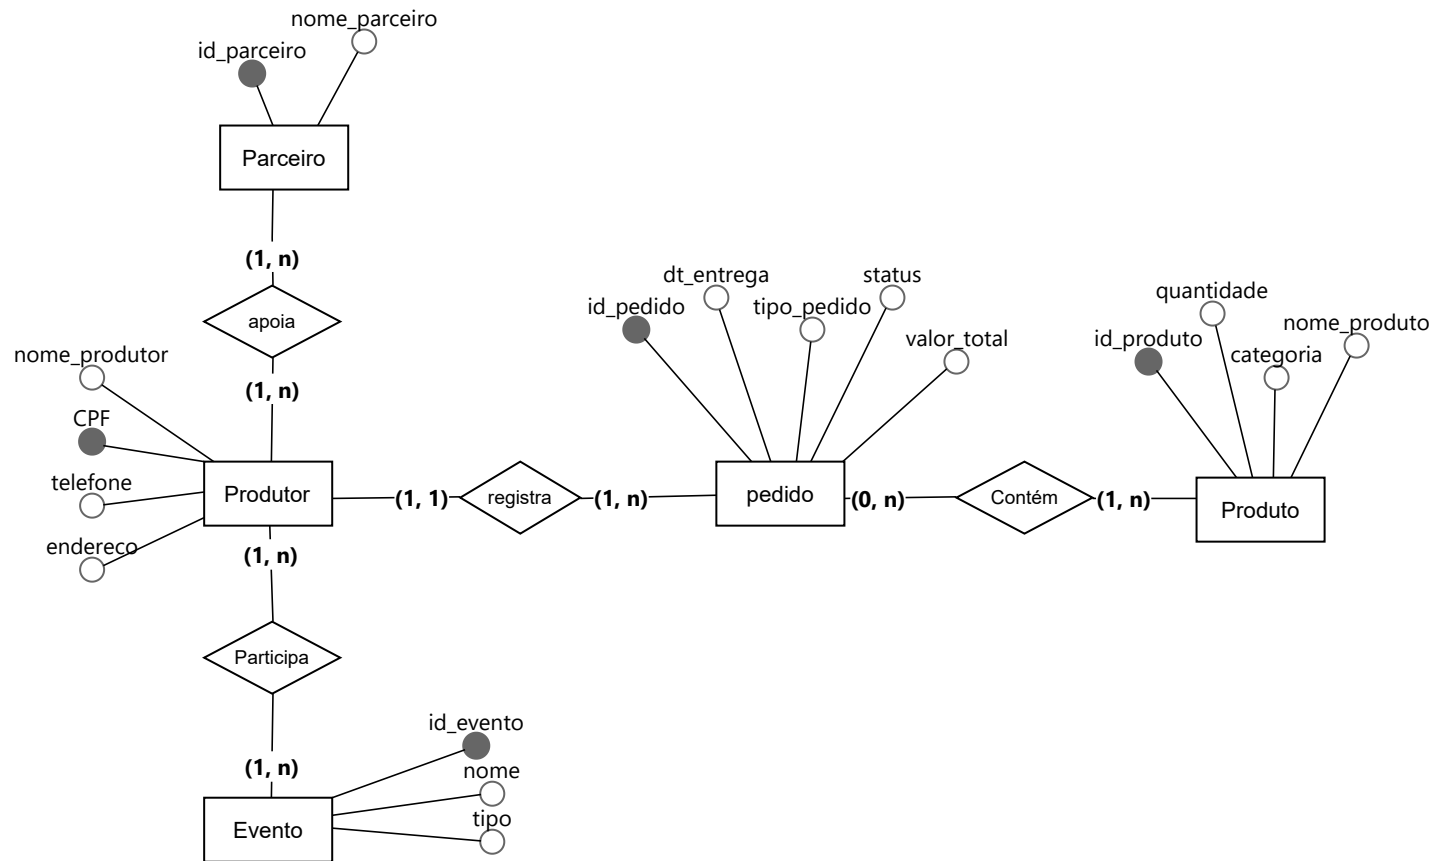 nome_parceiro
id_parceiro
Parceiro
(1, n)
apoia
(1, n)
nome_produtor
CPF
telefone
endereco
Produtor
(1, 1)
registra
(1, n)
dt_entrega
status
id_pedido
tipo_pedido
valor_total
pedido
(0, n)
Contém
(1, n)
quantidade
nome_produto
id_produto
categoria
Produto
(1, n)
Participa
(1, n)
id_evento
nome
tipo
Evento